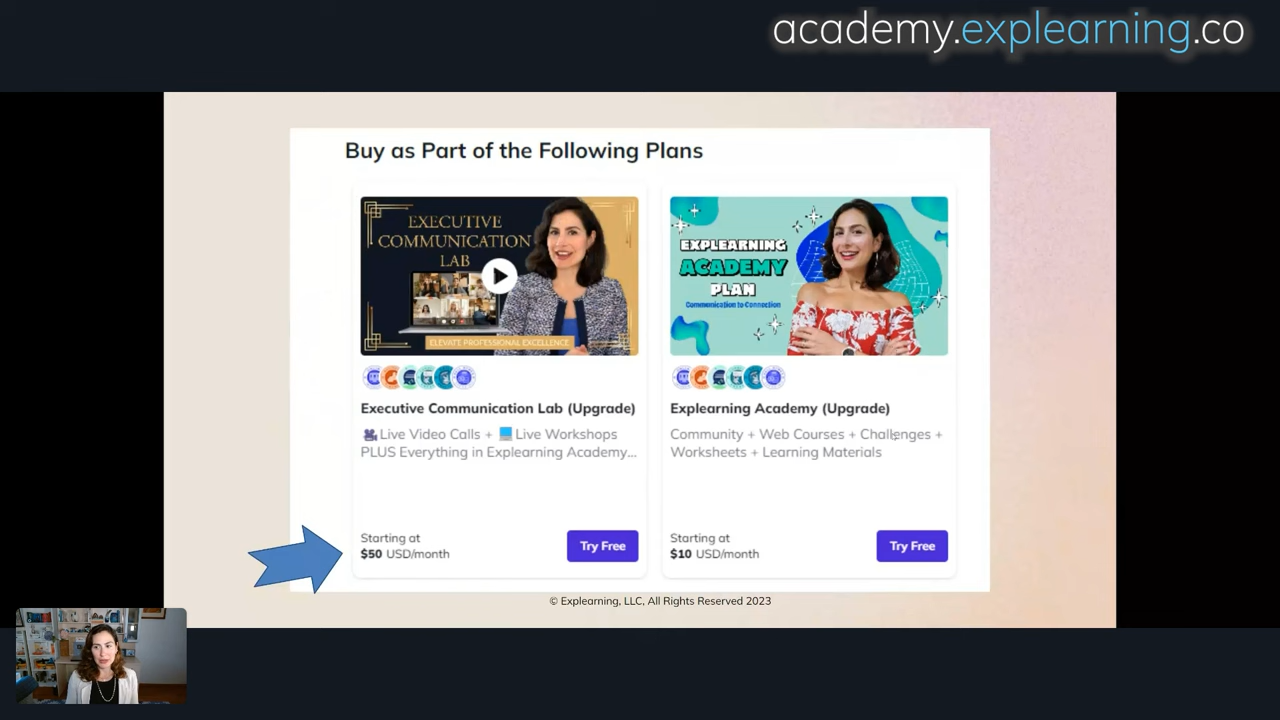 academy.explearning.co
Buy as Part of the Following Plans
EXECUTIVE
COMMUNICATION
LAB
ELEVATE PROFESSIONAL EXCELLENCE
EXPLEARNING
ACADEMY
PLAN
Communication to Connection
Executive Communication Lab (Upgrade)
Live Video Calls + Live Workshops
PLUS Everything in Explearning Academy...
Starting at
$50 USD/month
Try Free
Explearning Academy (Upgrade)
Community + Web Courses + Challenges +
Worksheets + Learning Materials
Starting at
$10 USD/month
Try Free
© Explearning, LLC, All Rights Reserved 2023